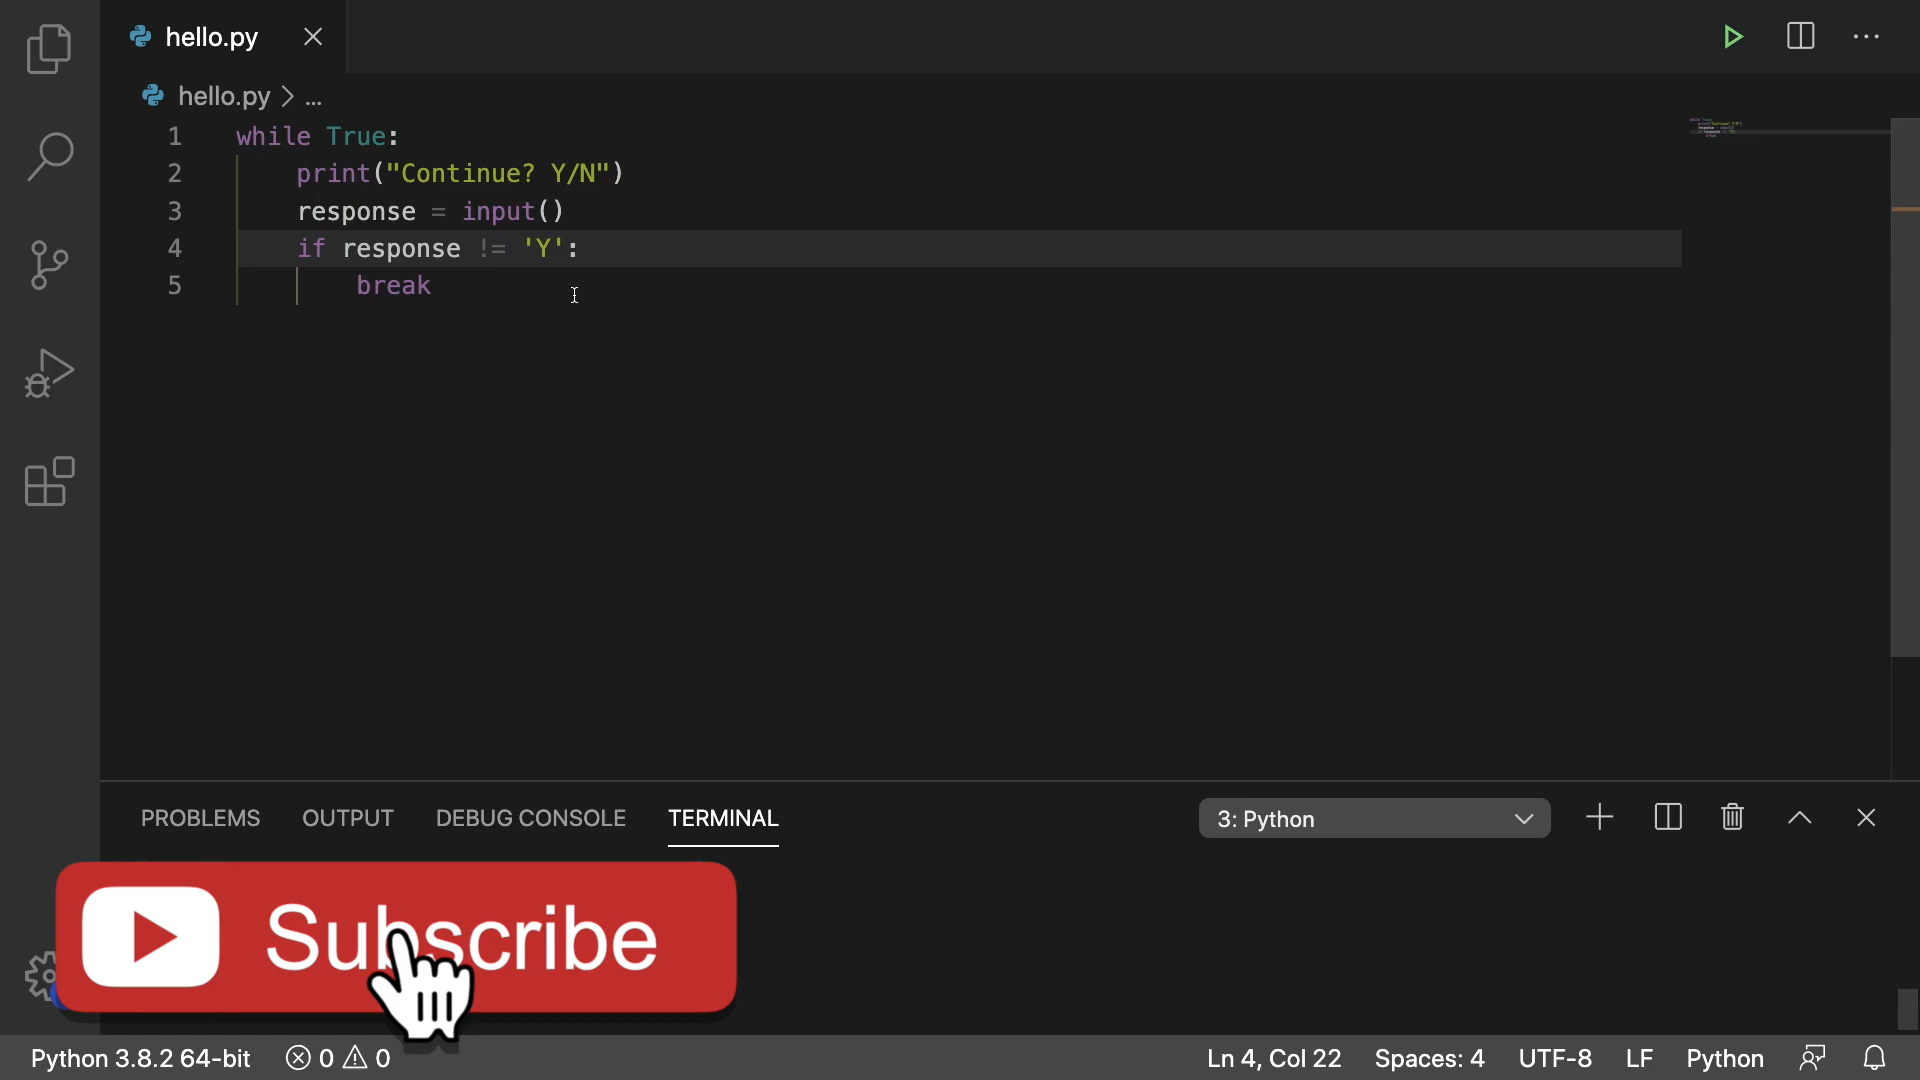 hello.py
hello.py > ...
1 while True:
2     print("Continue? Y/N")
3     response = input()
4     if response != 'Y':
5         break
PROBLEMS OUTPUT DEBUG CONSOLE TERMINAL 3: Python
Subscribe
Python 3.8.2 64-bit 0 0 Ln 4, Col 22 Spaces: 4 UTF-8 LF Python